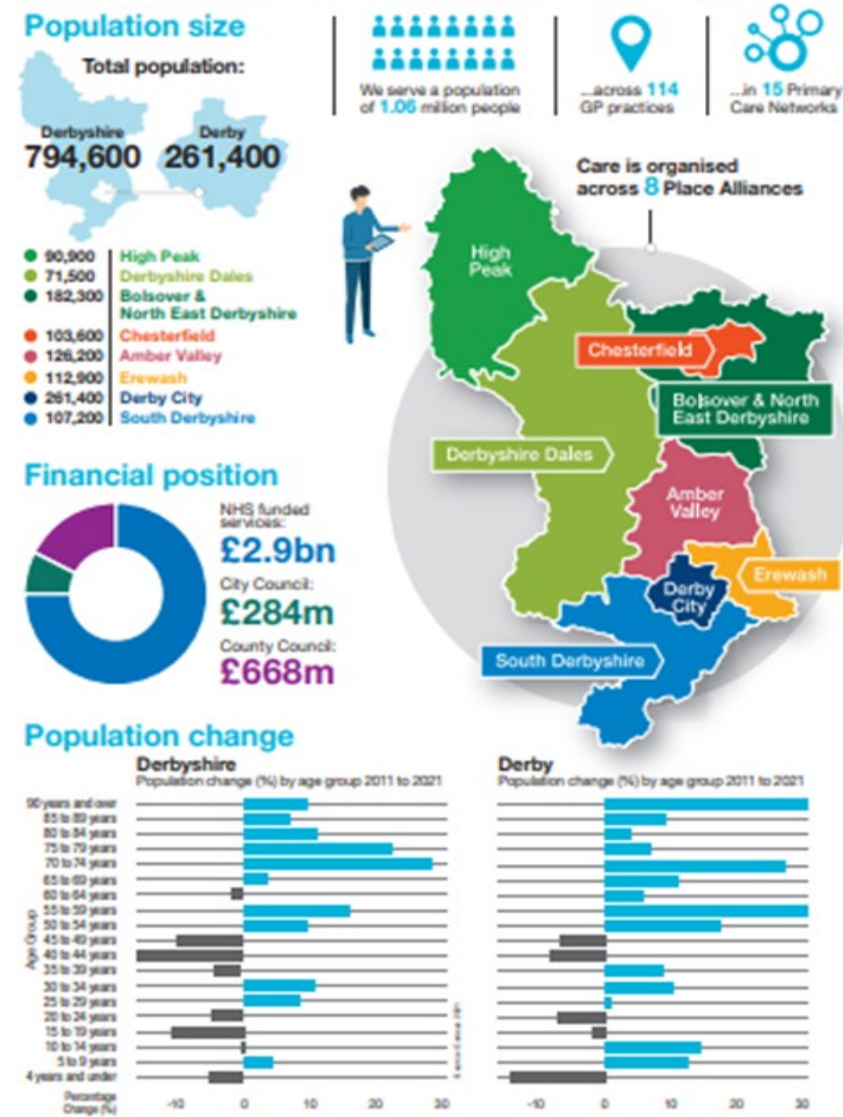 Population size
Total population:
Derbyshire
794,600
Derby
261,400
We serve a population
of 1.06 million people
...across 114
GP practices
...in 15 Primary
Care Networks
Care is organised
across 8 Place Alliances
90,900 High Peak
71,500 Derbyshire Dales
182,300 Bolsover &
North East Derbyshire
103,600 Chesterfield
126,200 Amber Valley
112,900 Erewash
261,400 Derby City
107,200 South Derbyshire
High
Peak
Chesterfield
Bolsover & North
East Derbyshire
Derbyshire Dales
Amber
Valley
Erewash
Derby
City
South Derbyshire
Financial position
NHS funded
services:
£2.9bn
City Council:
£284m
County Council:
£668m
Population change
Derbyshire
Population change (%) by age group 2011 to 2021
Age Group
90 years and over
85 to 89 years
80 to 84 years
75 to 79 years
70 to 74 years
65 to 69 years
60 to 64 years
55 to 59 years
50 to 54 years
45 to 49 years
40 to 44 years
35 to 39 years
30 to 34 years
25 to 29 years
20 to 24 years
15 to 19 years
10 to 14 years
5 to 9 years
4 years and under
Percentage
Change (%)
-10 0 10 20 30
Derby
Population change (%) by age group 2011 to 2021
-10 0 10 20 30